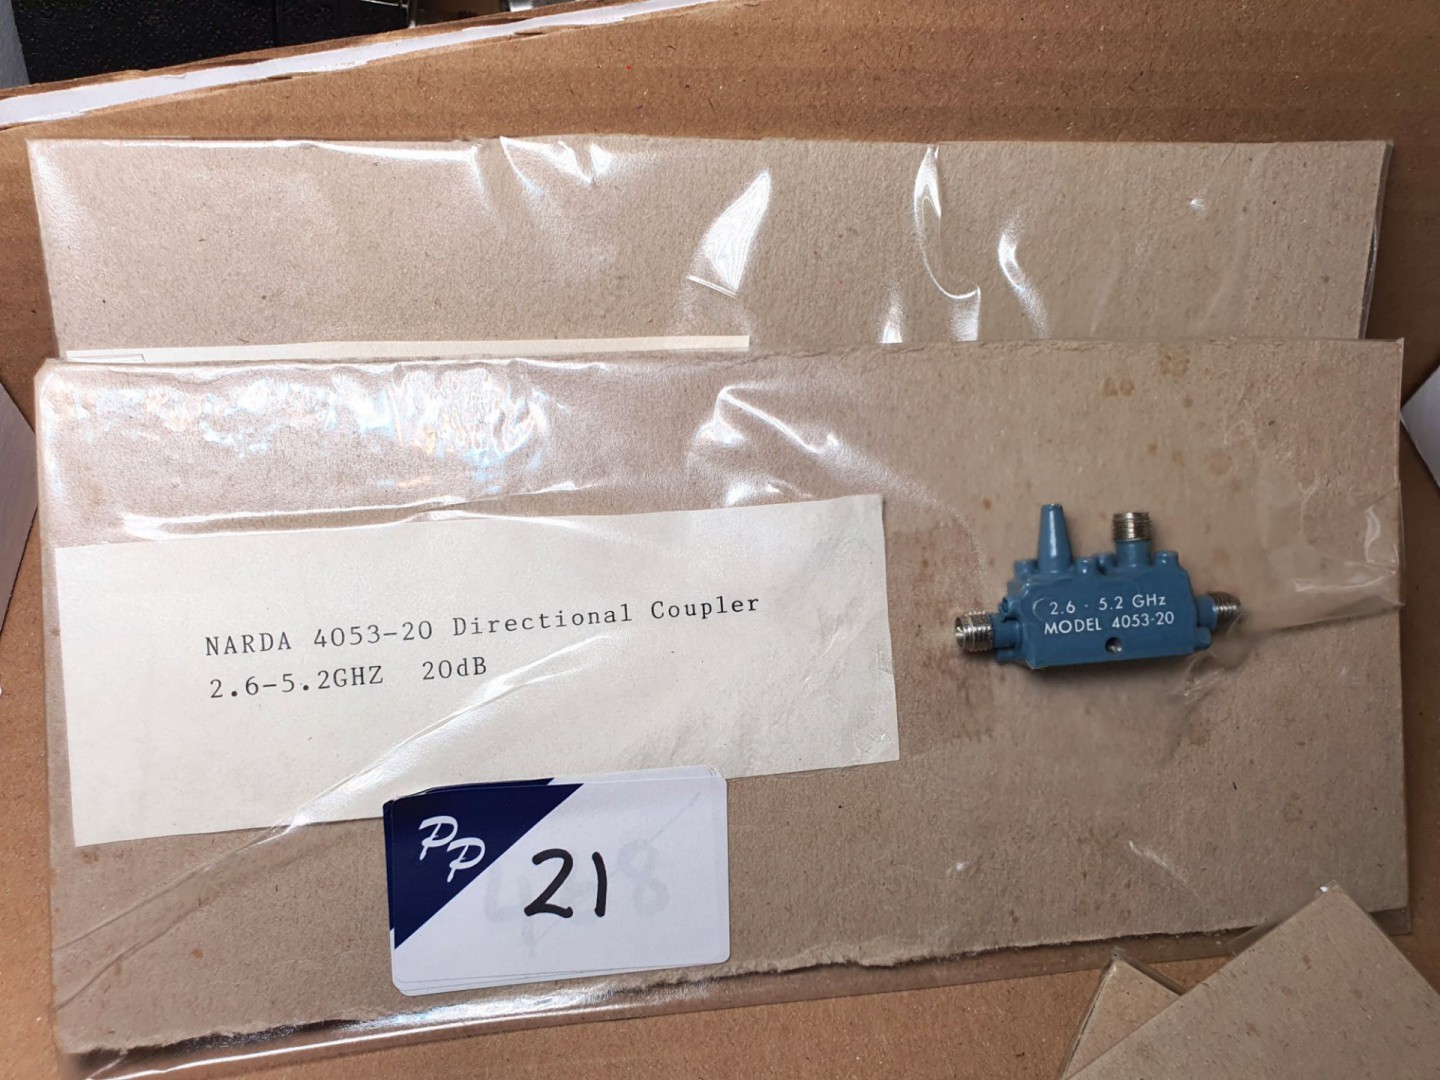 NARDA 4053-20 Directional Coupler
2.6-5.2GHZ 20dB
2.6 - 5.2 GHz
MODEL 4053-20
PP
21